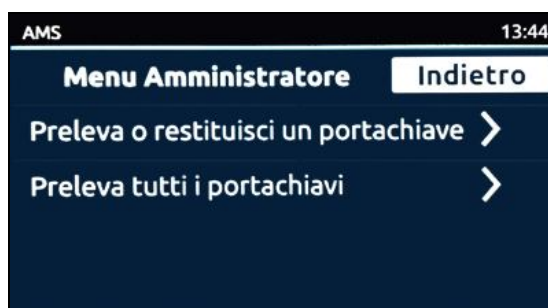 AMS 13:44
Menu Amministratore Indietro
Preleva o restituisci un portachiave
Preleva tutti i portachiavi